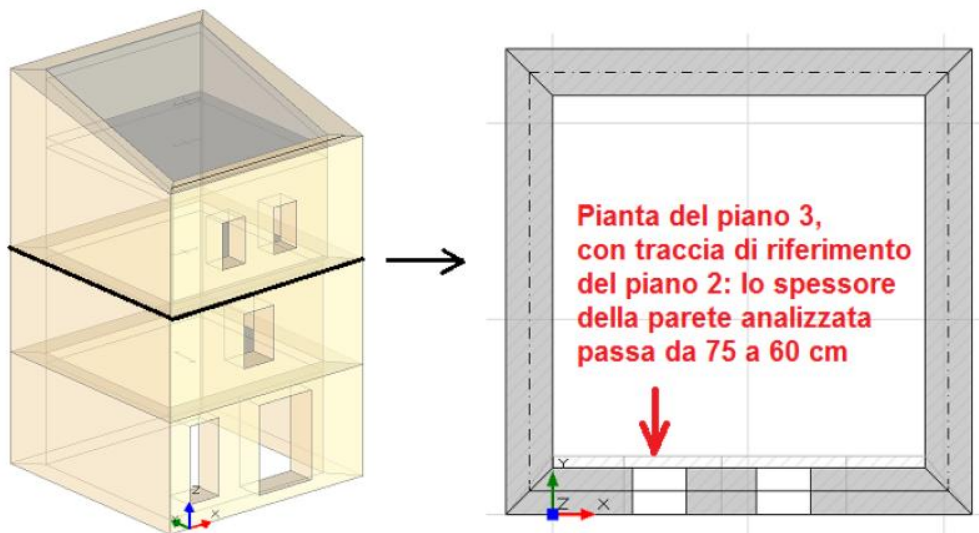 Pianta del piano 3,
con traccia di riferimento
del piano 2: lo spessore
della parete analizzata
passa da 75 a 60 cm
Z
Y
X
Y
Z
X